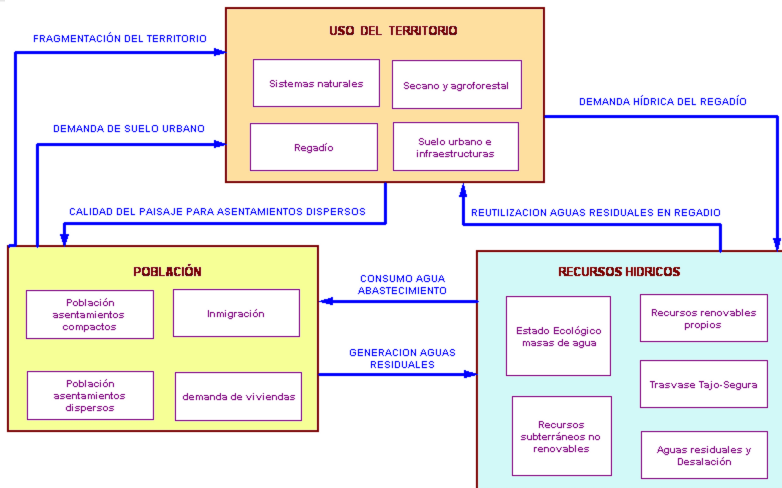 FRAGMENTACIÓN DEL TERRITORIO
USO DEL TERRITORIO
Sistemas naturales
Secano y agroforestal
DEMANDA HÍDRICA DEL REGADÍO
DEMANDA DE SUELO URBANO
Regadío
Suelo urbano e
infraestructuras
CALIDAD DEL PAISAJE PARA ASENTAMIENTOS DISPERSOS
REUTILIZACION AGUAS RESIDUALES EN REGADIO
POBLACIÓN
Población
asentamientos
compactos
Inmigración
Población
asentamientos
dispersos
demanda de viviendas
CONSUMO AGUA
ABASTECIMIENTO
GENERACION AGUAS
RESIDUALES
RECURSOS HIDRICOS
Estado Ecológico
masas de agua
Recursos renovables
propios
Trasvase Tajo-Segura
Recursos
subterráneos no
renovables
Aguas residuales y
Desalación